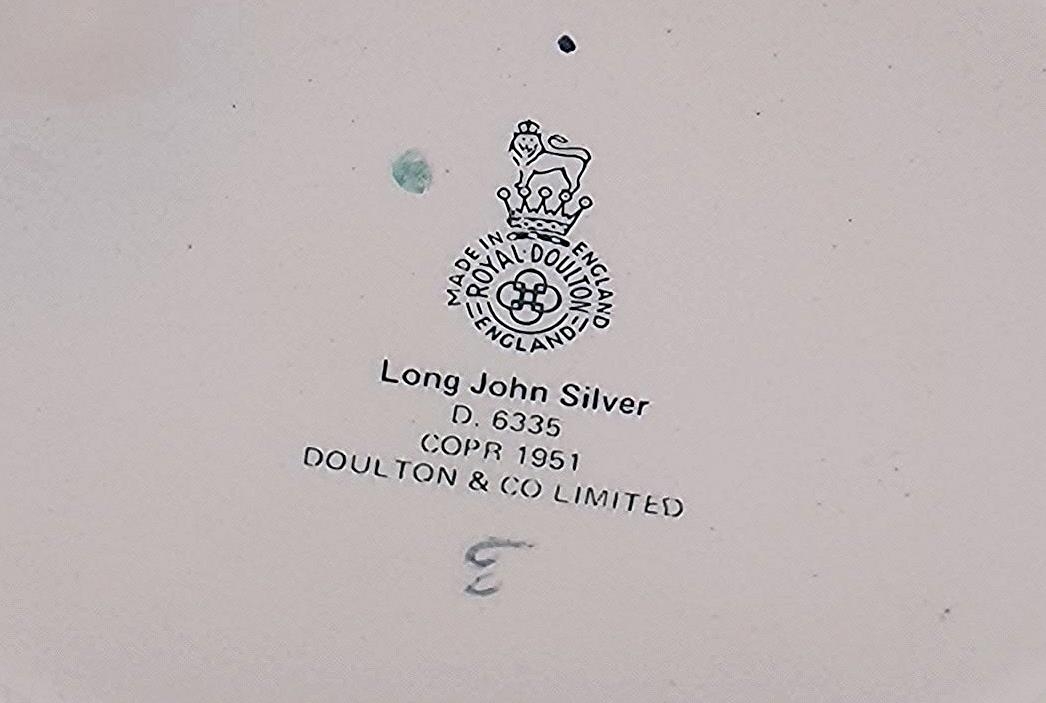 MADE IN ENGLAND
ROYAL·DOULTON
ENGLAND
Long John Silver
D. 6335
COPR 1951
DOULTON & CO LIMITED